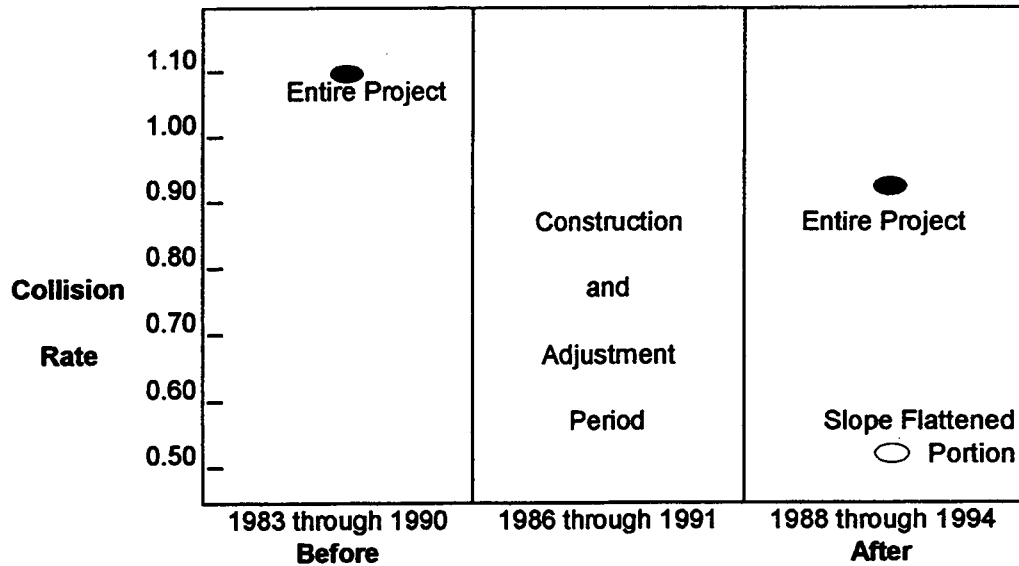 1.10
Entire Project
1.00
0.90
Construction
Entire Project
0.80
Collision
and
0.70
Rate
Adjustment
0.60
Period
Slope Flattened
0.50
Portion
1983 through 1990
1986 through 1991
1988 through 1994
Before
After